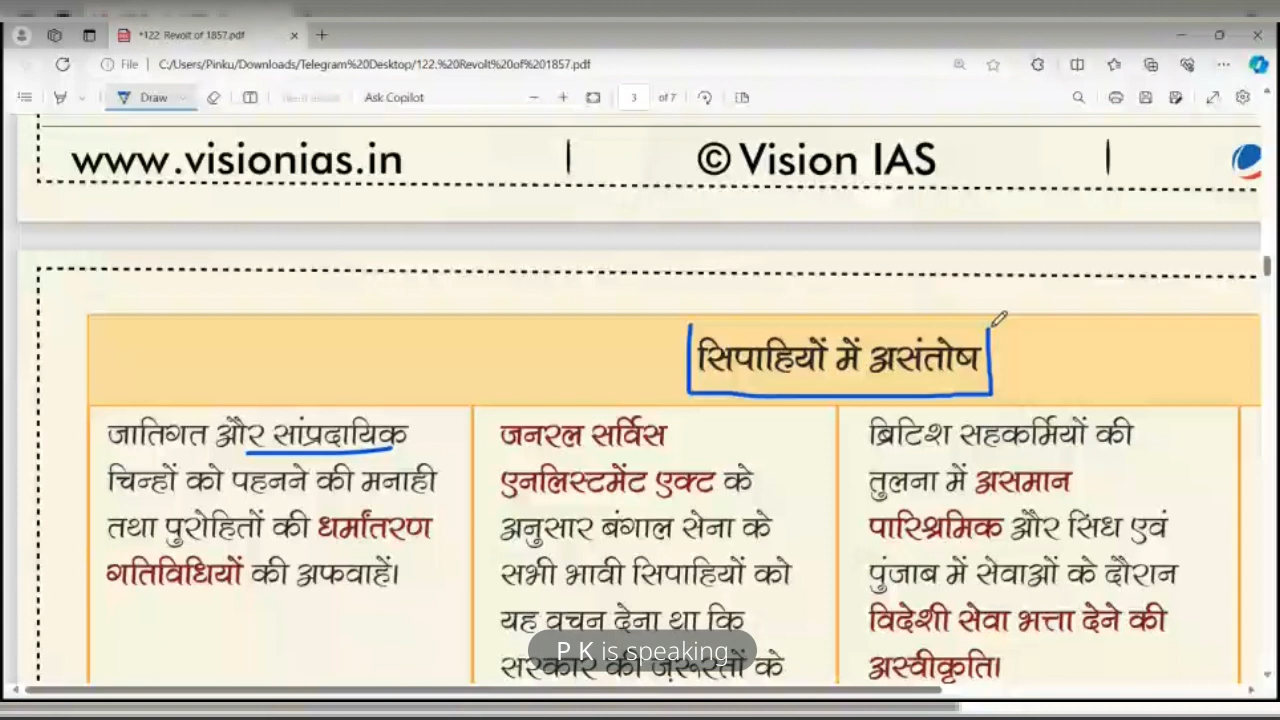 *122. Revolt of 1857.pdf
File C:/Users/Pinku/Downloads/Telegram%20Desktop/122.%20Revolt%20of%201857.pdf
Draw Ask Copilot 3 of 7
www.visionias.in | © Vision IAS |
सिपाहियों में असंतोष
जातिगत और सांप्रदायिक
चिन्हों को पहनने की मनाही
तथा पुरोहितों की धर्मांतरण
गतिविधियों की अफवाहें।
जनरल सर्विस
एनलिस्टमेंट एक्ट के
अनुसार बंगाल सेना के
सभी भावी सिपाहियों को
यह वचन देना था कि
सरकार की ज़रूरतों के
ब्रिटिश सहकर्मियों की
तुलना में असमान
पारिश्रमिक और सिंध एवं
पुंजाब में सेवाओं के दौरान
विदेशी सेवा भत्ता देने की
अस्वीकृति।
P K is speaking